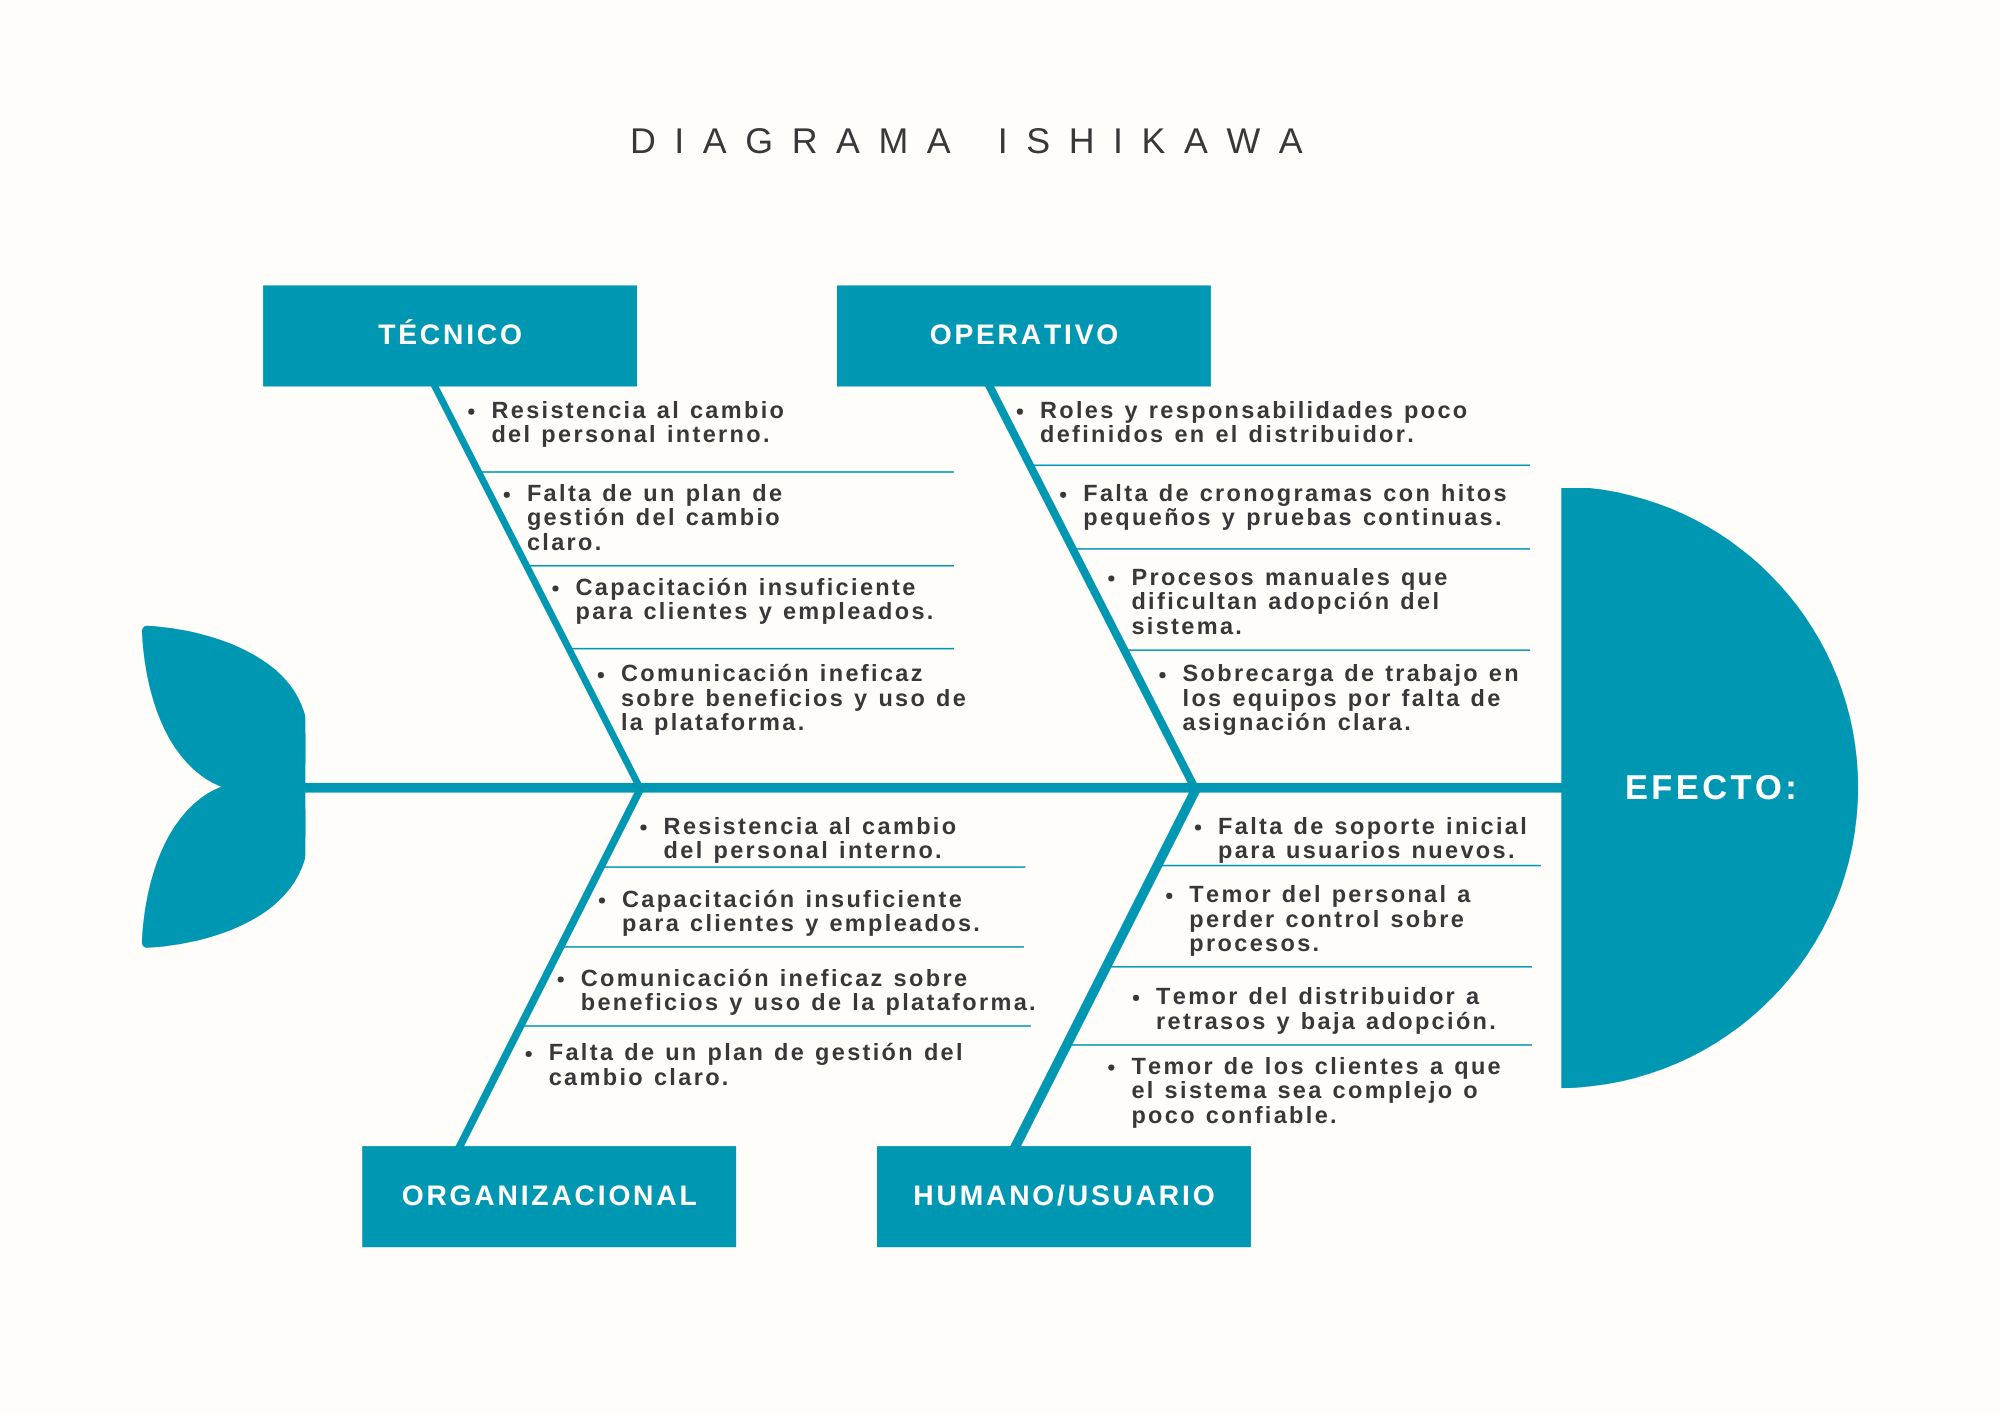 DIAGRAMA ISHIKAWA
TÉCNICO
• Resistencia al cambio
del personal interno.
• Falta de un plan de
gestión del cambio
claro.
• Capacitación insuficiente
para clientes y empleados.
• Comunicación ineficaz
sobre beneficios y uso de
la plataforma.
OPERATIVO
• Roles y responsabilidades poco
definidos en el distribuidor.
• Falta de cronogramas con hitos
pequeños y pruebas continuas.
• Procesos manuales que
dificultan adopción del
sistema.
• Sobrecarga de trabajo en
los equipos por falta de
asignación clara.
EFECTO:
• Resistencia al cambio
del personal interno.
• Capacitación insuficiente
para clientes y empleados.
• Comunicación ineficaz sobre
beneficios y uso de la plataforma.
• Falta de un plan de gestión del
cambio claro.
ORGANIZACIONAL
• Falta de soporte inicial
para usuarios nuevos.
• Temor del personal a
perder control sobre
procesos.
• Temor del distribuidor a
retrasos y baja adopción.
• Temor de los clientes a que
el sistema sea complejo o
poco confiable.
HUMANO/USUARIO